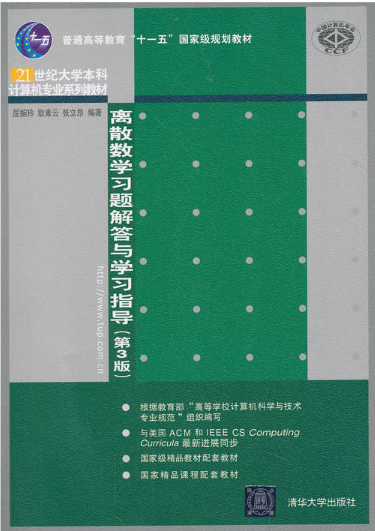 十一五
普通高等教育“十一五”国家级规划教材
中国计算机学会
CCF
21世纪大学本科
计算机专业系列教材
屈婉玲 耿素云 张立昂 编著
离散数学习题解答与学习指导(第3版)
http://www.tup.com.cn
根据教育部“高等学校计算机科学与技术
专业规范”组织编写
与美国 ACM 和 IEEE CS Computing
Curricula 最新进展同步
国家级精品教材配套教材
国家精品课程配套教材
清华大学出版社